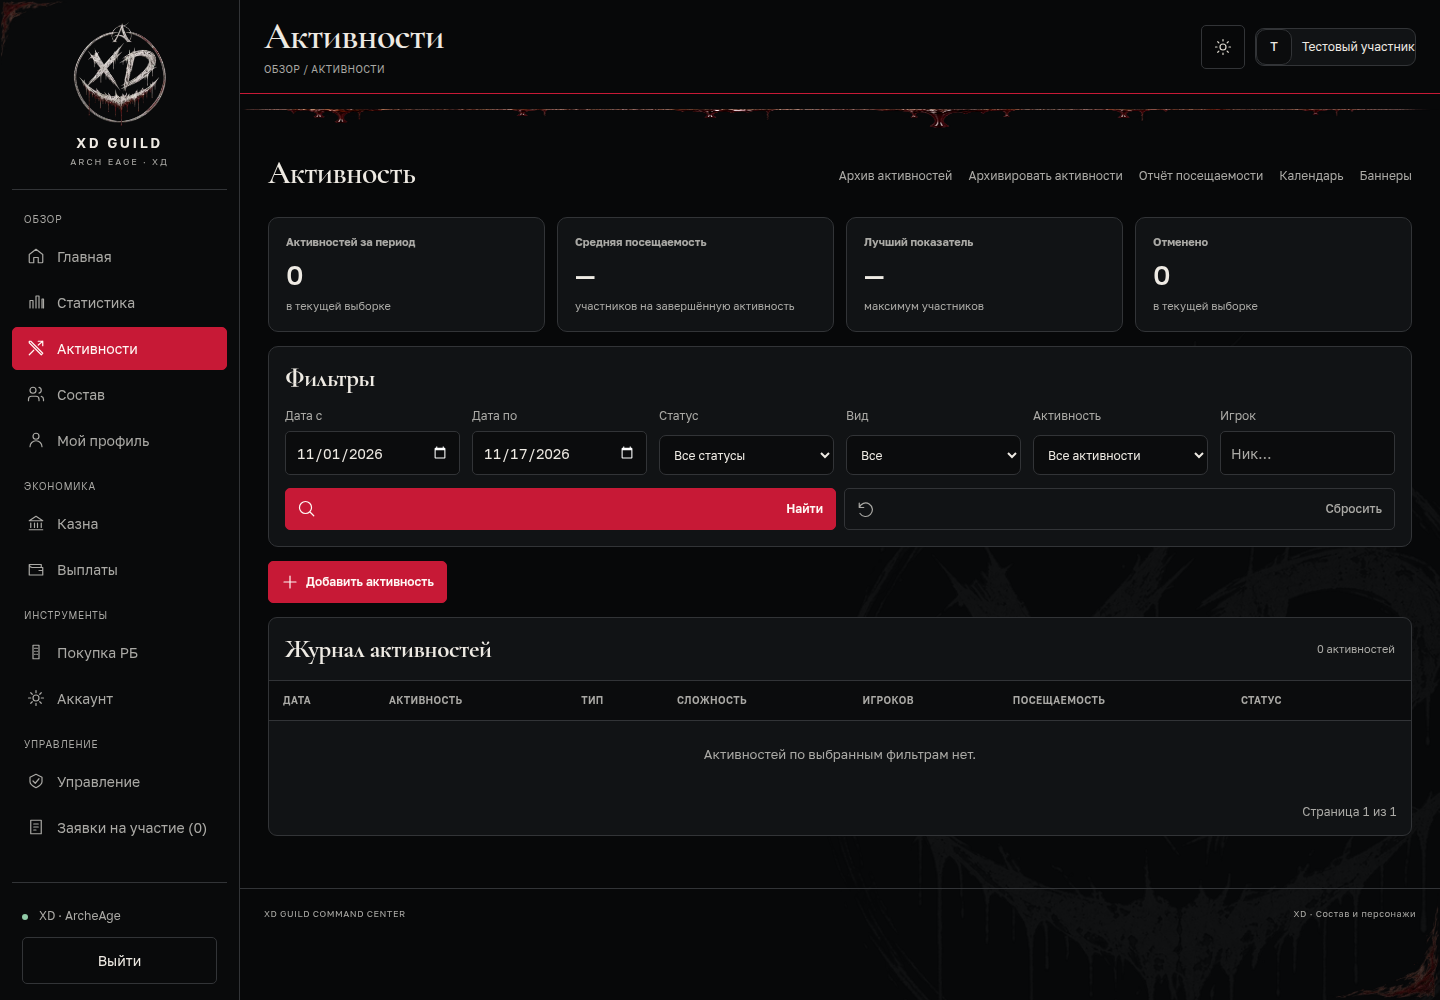 XD
XD GUILD
ARCH EAGE · ХД
ОБЗОР
Главная
Статистика
Активности
Состав
Мой профиль
ЭКОНОМИКА
Казна
Выплаты
ИНСТРУМЕНТЫ
Покупка РБ
Аккаунт
УПРАВЛЕНИЕ
Управление
Заявки на участие (0)
XD · ArcheAge
Выйти
Активности
ОБЗОР / АКТИВНОСТИ
Т Тестовый участник
Активность
Архив активностей Архивировать активности Отчёт посещаемости Календарь Баннеры
Активностей за период
0
в текущей выборке
Средняя посещаемость
—
участников на завершённую активность
Лучший показатель
—
максимум участников
Отменено
0
в текущей выборке
Фильтры
Дата с Дата по Статус Вид Активность Игрок
11/01/2026 11/17/2026 Все статусы Все Все активности Ник...
Найти Сбросить
Добавить активность
Журнал активностей 0 активностей
ДАТА АКТИВНОСТЬ ТИП СЛОЖНОСТЬ ИГРОКОВ ПОСЕЩАЕМОСТЬ СТАТУС
Активностей по выбранным фильтрам нет.
Страница 1 из 1
XD GUILD COMMAND CENTER XD · Состав и персонажи